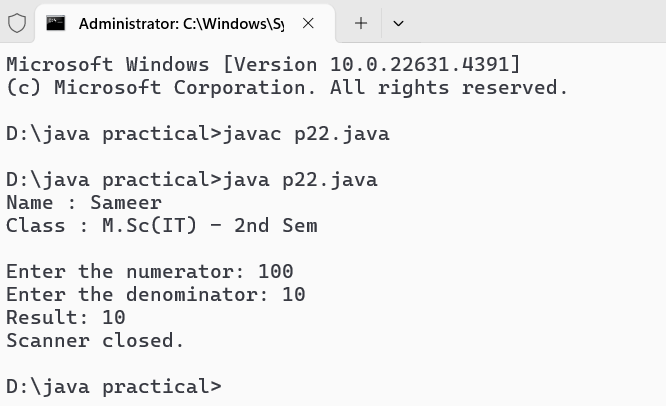 Administrator: C:\Windows\Sy
Microsoft Windows [Version 10.0.22631.4391]
(c) Microsoft Corporation. All rights reserved.
D:\java practical>javac p22.java
D:\java practical>java p22.java
Name : Sameer
Class : M.Sc(IT) - 2nd Sem
Enter the numerator: 100
Enter the denominator: 10
Result: 10
Scanner closed.
D:\java practical>